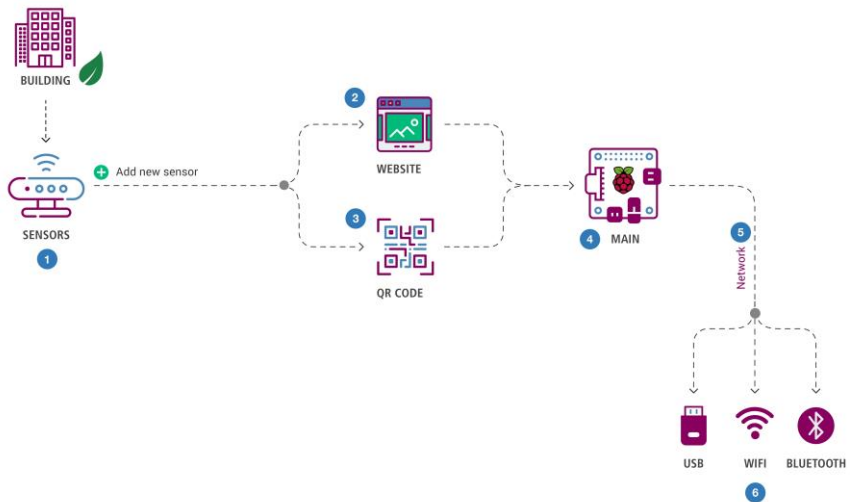 BUILDING
2
WEBSITE
Add new sensor
SENSORS
1
3
QR CODE
4
MAIN
5
Network
USB
WIFI
BLUETOOTH
6